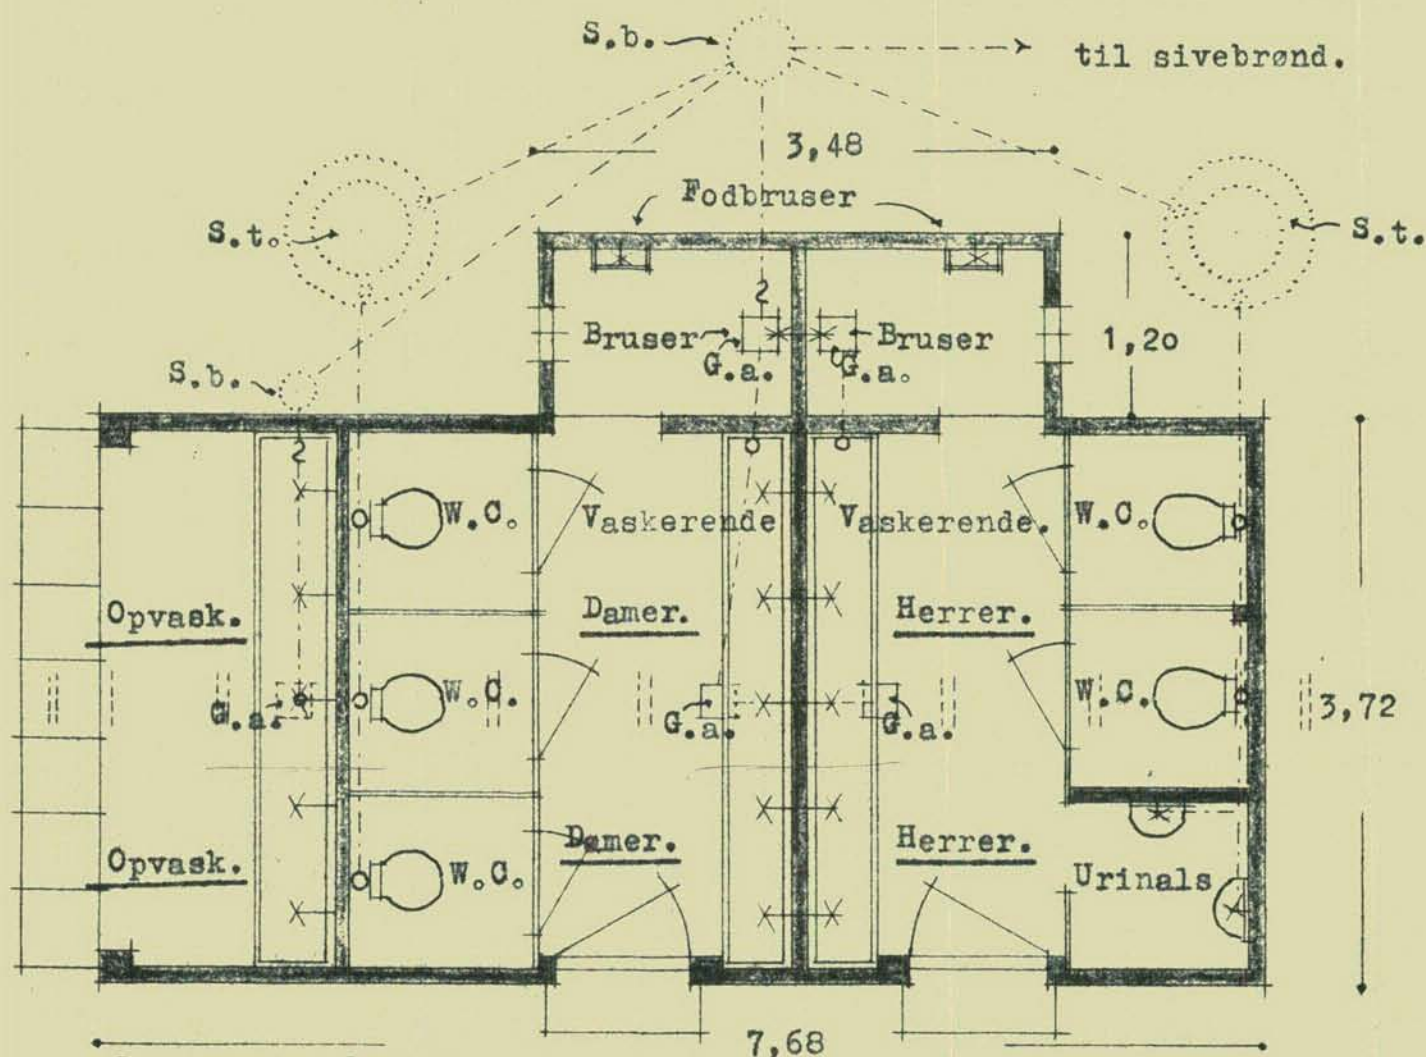 S.b.
til sivebrønd.
3,48
Fodbruser
S.t.
S.t.
Bruser
Bruser
1,20
G.a.
G.a.
S.b.
W.C.
Vaskerende
Vaskerende.
W.C.
Opvask.
Damer.
Herrer.
W.C.
W.C.
G.a.
G.a.
G.a.
3,72
Opvask.
Damer.
Herrer.
W.C.
Urinals
7,68